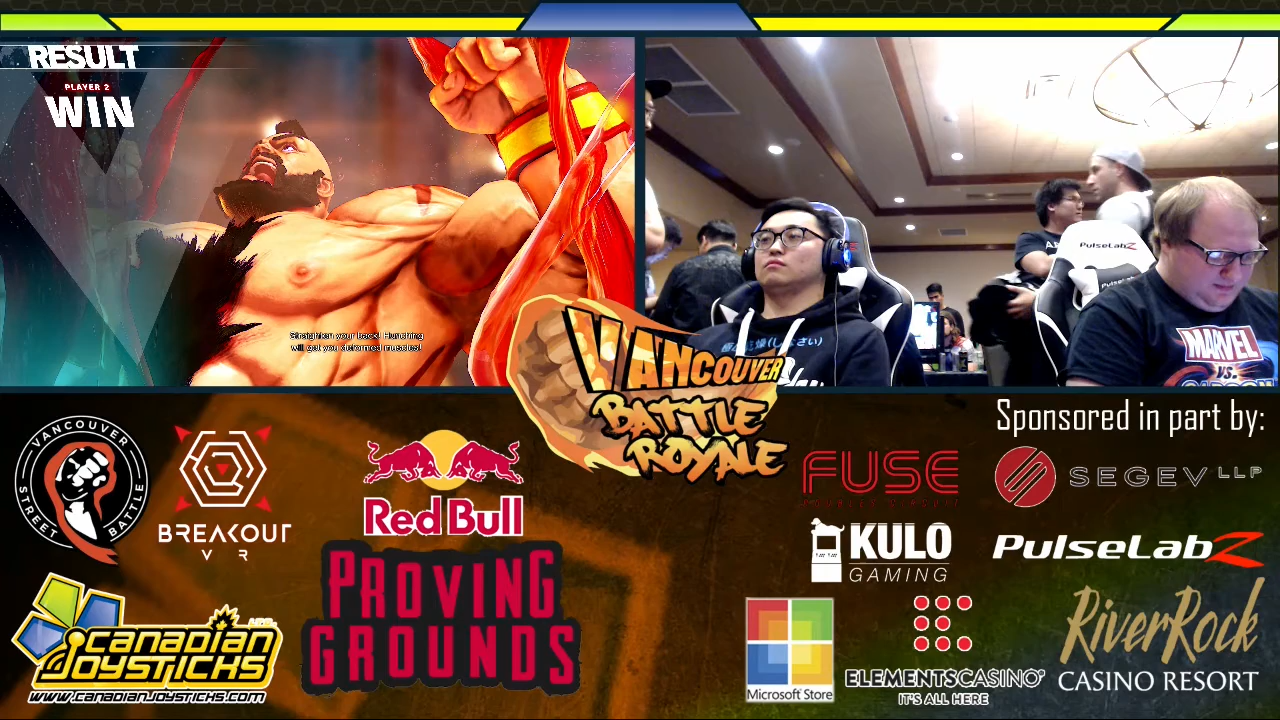 RESULT
PLAYER 2
WIN
Straighten your back! Hunching
will get you deformed muscles!
PulseLabZ
PulseLab
MARVEL
VS.
VANCOUVER
BATTLE
ROYALE
Sponsored in part by:
VANCOUVER
STREET BATTLE
BREAKOUT
VR
Red Bull
PROVING
GROUNDS
CANADIAN
JOYSTICKS
WWW.CANADIANJOYSTICKS.COM
FUSE
SEGEV LLP
KULO
GAMING
PULSELABZ
Microsoft Store
ELEMENTSCASINO
IT'S ALL HERE
RiverRock
CASINO RESORT